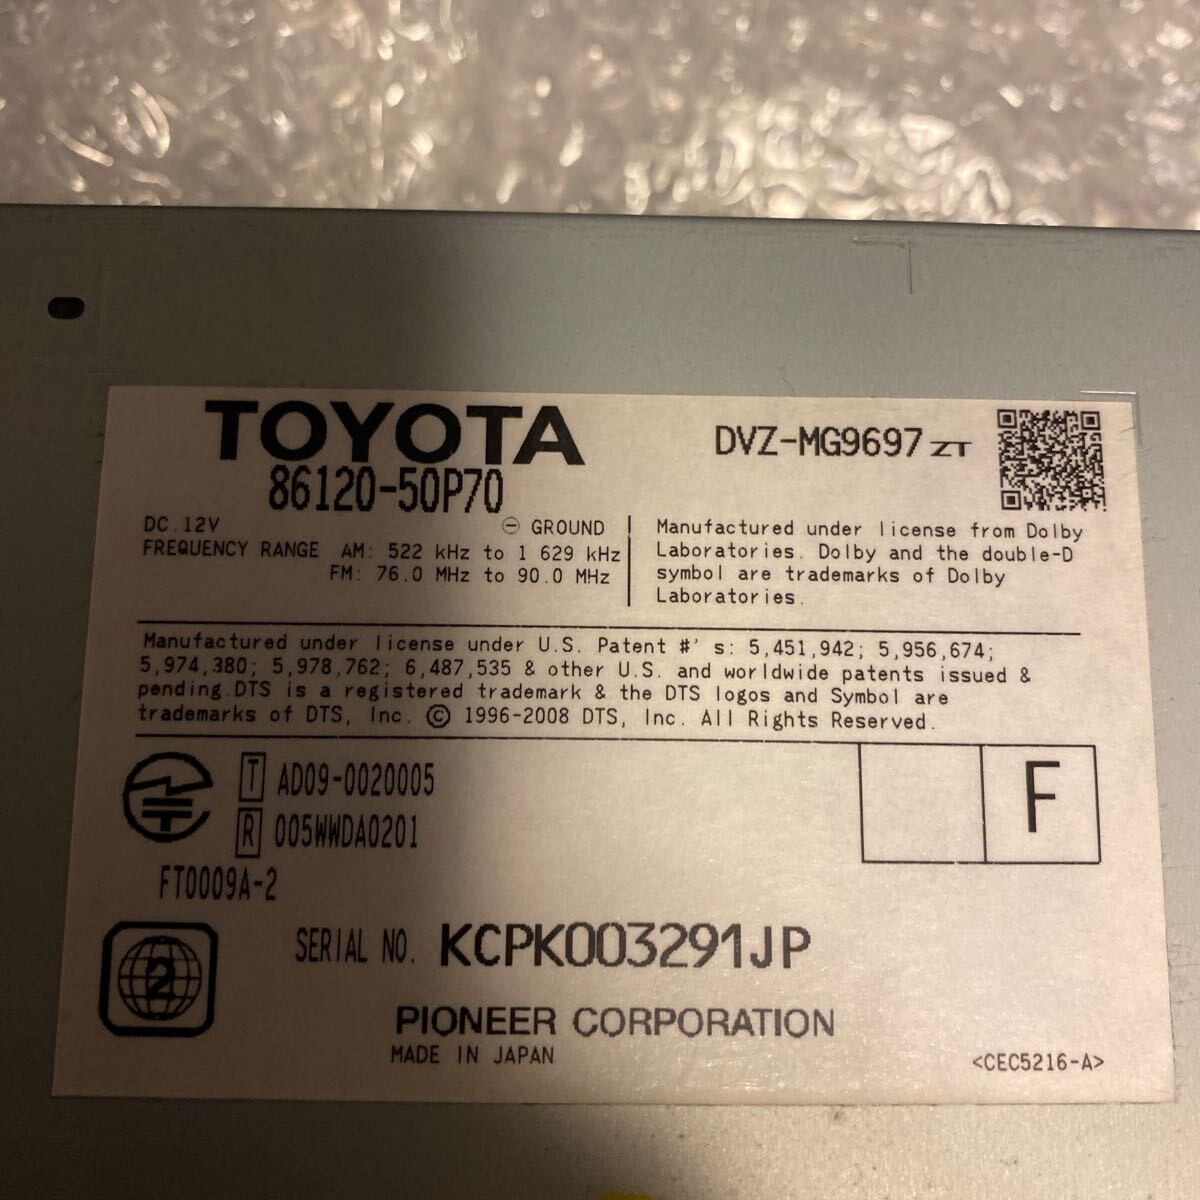 TOYOTA
86120-50P70
DVZ-MG9697 ZT
DC.12V ⊖ GROUND
FREQUENCY RANGE AM: 522 kHz to 1 629 kHz
FM: 76.0 MHz to 90.0 MHz
Manufactured under license from Dolby
Laboratories. Dolby and the double-D
symbol are trademarks of Dolby
Laboratories.
Manufactured under license under U.S. Patent #' s: 5,451,942; 5,956,674;
5,974,380; 5,978,762; 6,487,535 & other U.S. and worldwide patents issued &
pending.DTS is a registered trademark & the DTS logos and Symbol are
trademarks of DTS, Inc. © 1996-2008 DTS, Inc. All Rights Reserved.
T AD09-0020005
R 005WWDA0201
FT0009A-2
F
2
SERIAL NO. KCPK003291JP
PIONEER CORPORATION
MADE IN JAPAN
<CEC5216-A>